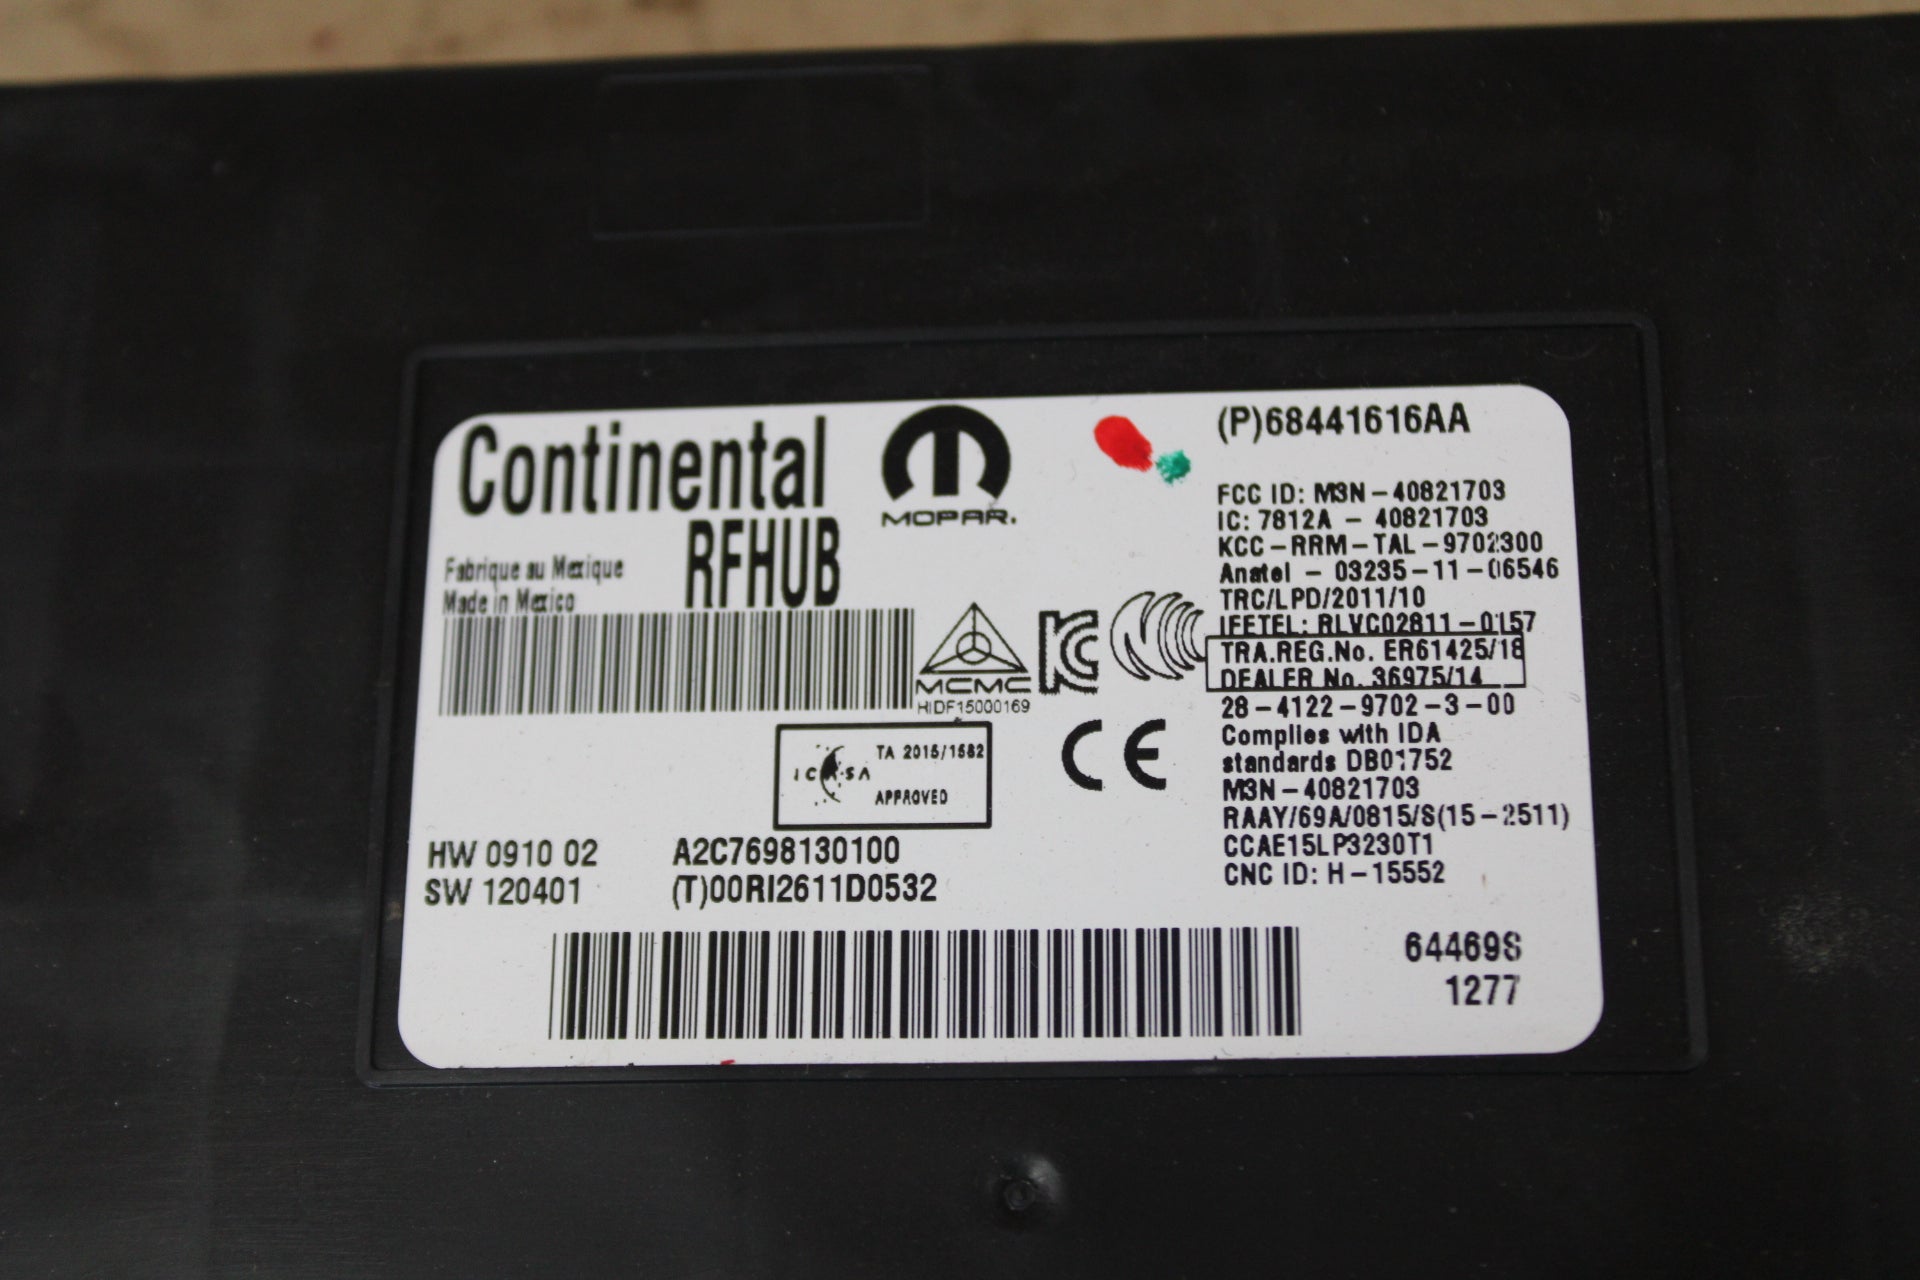 Continental
MOPAR.
RFHUB
Fabrique au Mexique
Made in Mexico
MCMC
HIDF15000169
TA 2015/1582
ICASA
APPROVED
HW 0910 02
SW 120401
A2C7698130100
(T)00RI2611D0532
(P)68441616AA
FCC ID: M3N-40821703
IC: 7812A - 40821703
KCC-RRM-TAL-9702300
Anatel - 03235-11-06546
TRC/LPD/2011/10
IFETEL: RLVCO2811-0157
TRA.REG.No. ER61425/18
DEALER No. 36975/14
28-4122-9702-3-00
Complies with IDA
standards DB01752
M3N-40821703
RAAY/69A/0815/S(15-2511)
CCAE15LP3230T1
CNC ID: H-15552
64469S
1277